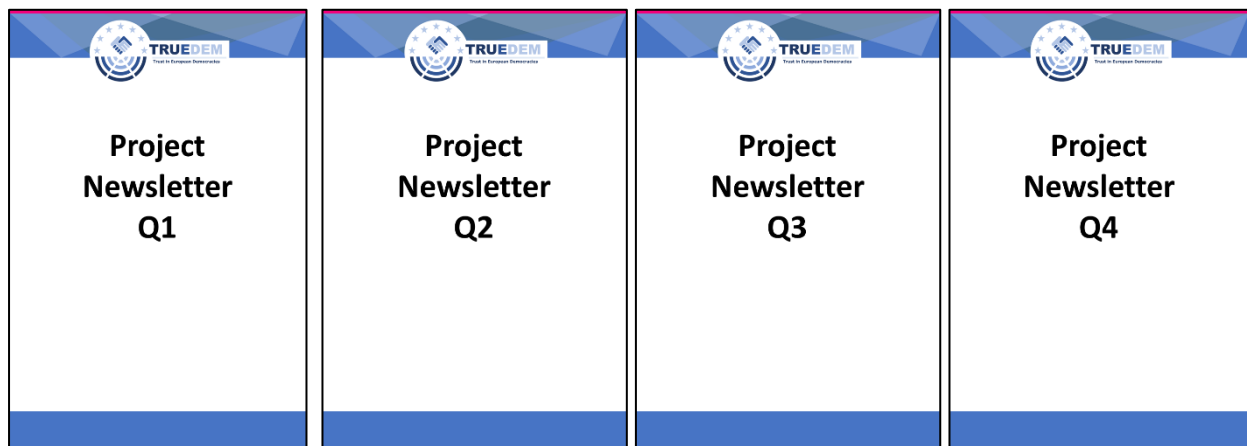 TRUEDEM
Trust in European Democracies
Project
Newsletter
Q1
TRUEDEM
Trust in European Democracies
Project
Newsletter
Q2
TRUEDEM
Trust in European Democracies
Project
Newsletter
Q3
TRUEDEM
Trust in European Democracies
Project
Newsletter
Q4